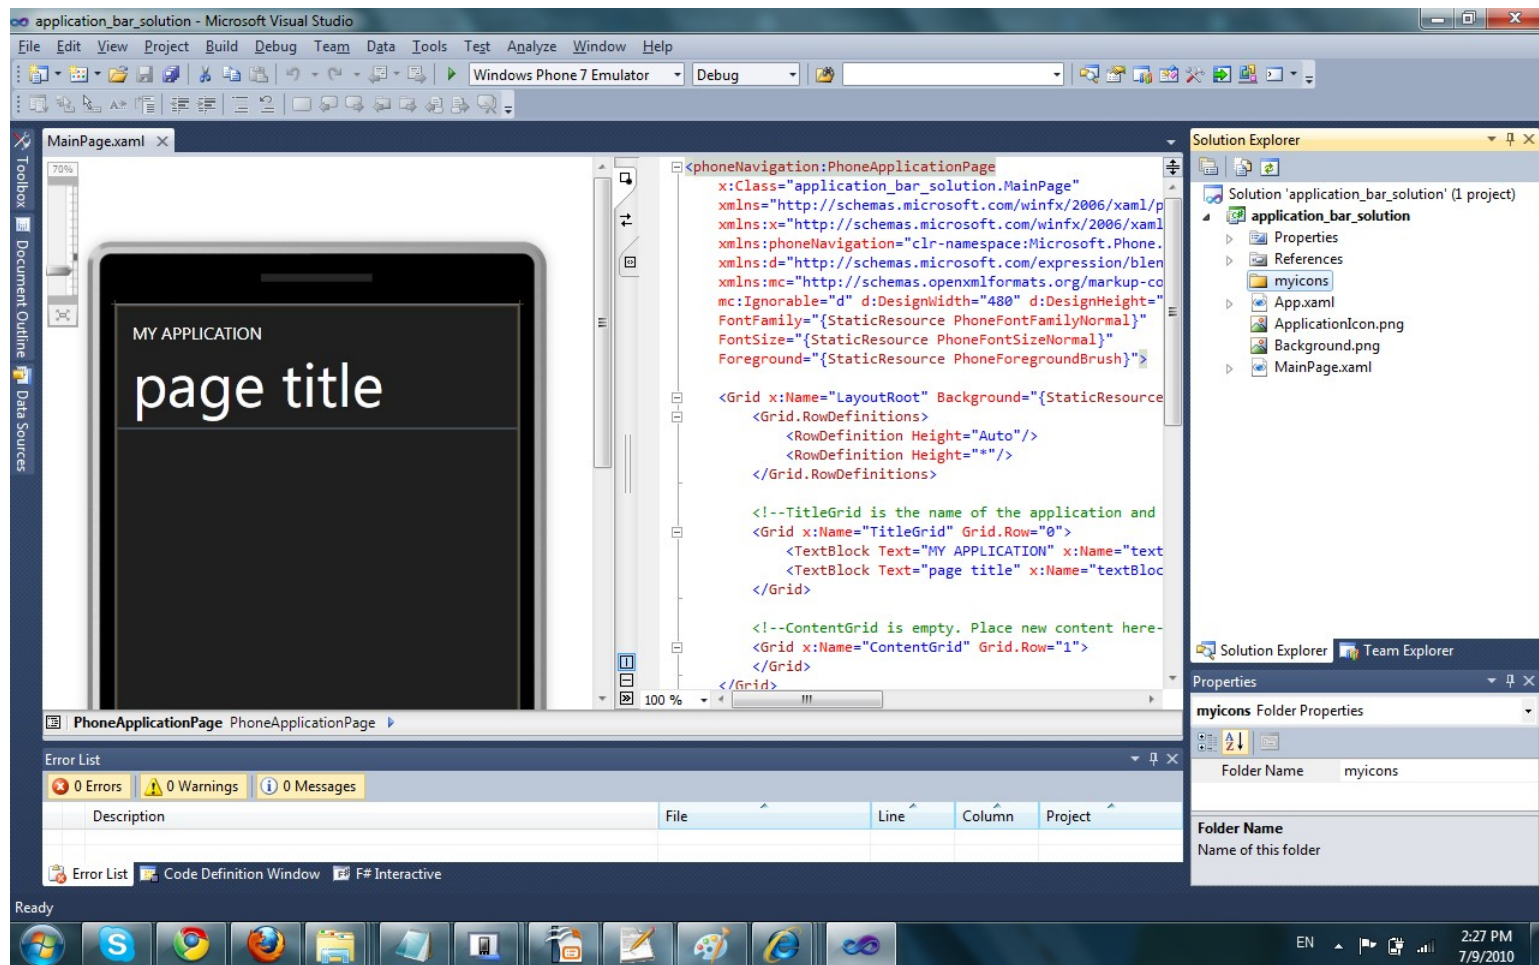 application_bar_solution - Microsoft Visual Studio
File Edit View Project Build Debug Team Data Tools Test Analyze Window Help
Windows Phone 7 Emulator Debug
Toolbox
Document Outline
Data Sources
MainPage.xaml
70%
MY APPLICATION
page title
<phoneNavigation:PhoneApplicationPage
x:Class="application_bar_solution.MainPage"
xmlns="http://schemas.microsoft.com/winfx/2006/xaml/p
xmlns:x="http://schemas.microsoft.com/winfx/2006/xaml
xmlns:phoneNavigation="clr-namespace:Microsoft.Phone.
xmlns:d="http://schemas.microsoft.com/expression/blen
xmlns:mc="http://schemas.openxmlformats.org/markup-co
mc:Ignorable="d" d:DesignWidth="480" d:DesignHeight="
FontFamily="{StaticResource PhoneFontFamilyNormal}"
FontSize="{StaticResource PhoneFontSizeNormal}"
Foreground="{StaticResource PhoneForegroundBrush}">
<Grid x:Name="LayoutRoot" Background="{StaticResource
<Grid.RowDefinitions>
<RowDefinition Height="Auto"/>
<RowDefinition Height="*"/>
</Grid.RowDefinitions>
<!--TitleGrid is the name of the application and
<Grid x:Name="TitleGrid" Grid.Row="0">
<TextBlock Text="MY APPLICATION" x:Name="text
<TextBlock Text="page title" x:Name="textBloc
</Grid>
<!--ContentGrid is empty. Place new content here-
<Grid x:Name="ContentGrid" Grid.Row="1">
</Grid>
</Grid>
100 %
PhoneApplicationPage PhoneApplicationPage
Solution Explorer
Solution 'application_bar_solution' (1 project)
application_bar_solution
Properties
References
myicons
App.xaml
ApplicationIcon.png
Background.png
MainPage.xaml
Solution Explorer Team Explorer
Properties
myicons Folder Properties
Folder Name myicons
Folder Name
Name of this folder
Error List
0 Errors 0 Warnings 0 Messages
Description File Line Column Project
Error List Code Definition Window F# Interactive
Ready
EN 2:27 PM
7/9/2010